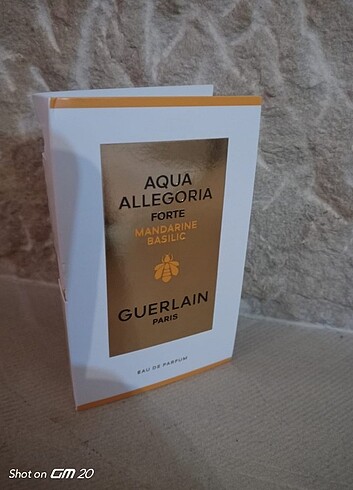 AQUA
ALLEGORIA
FORTE
MANDARINE
BASILIC
GUERLAIN
PARIS
EAU DE PARFUM
Shot on GM 20